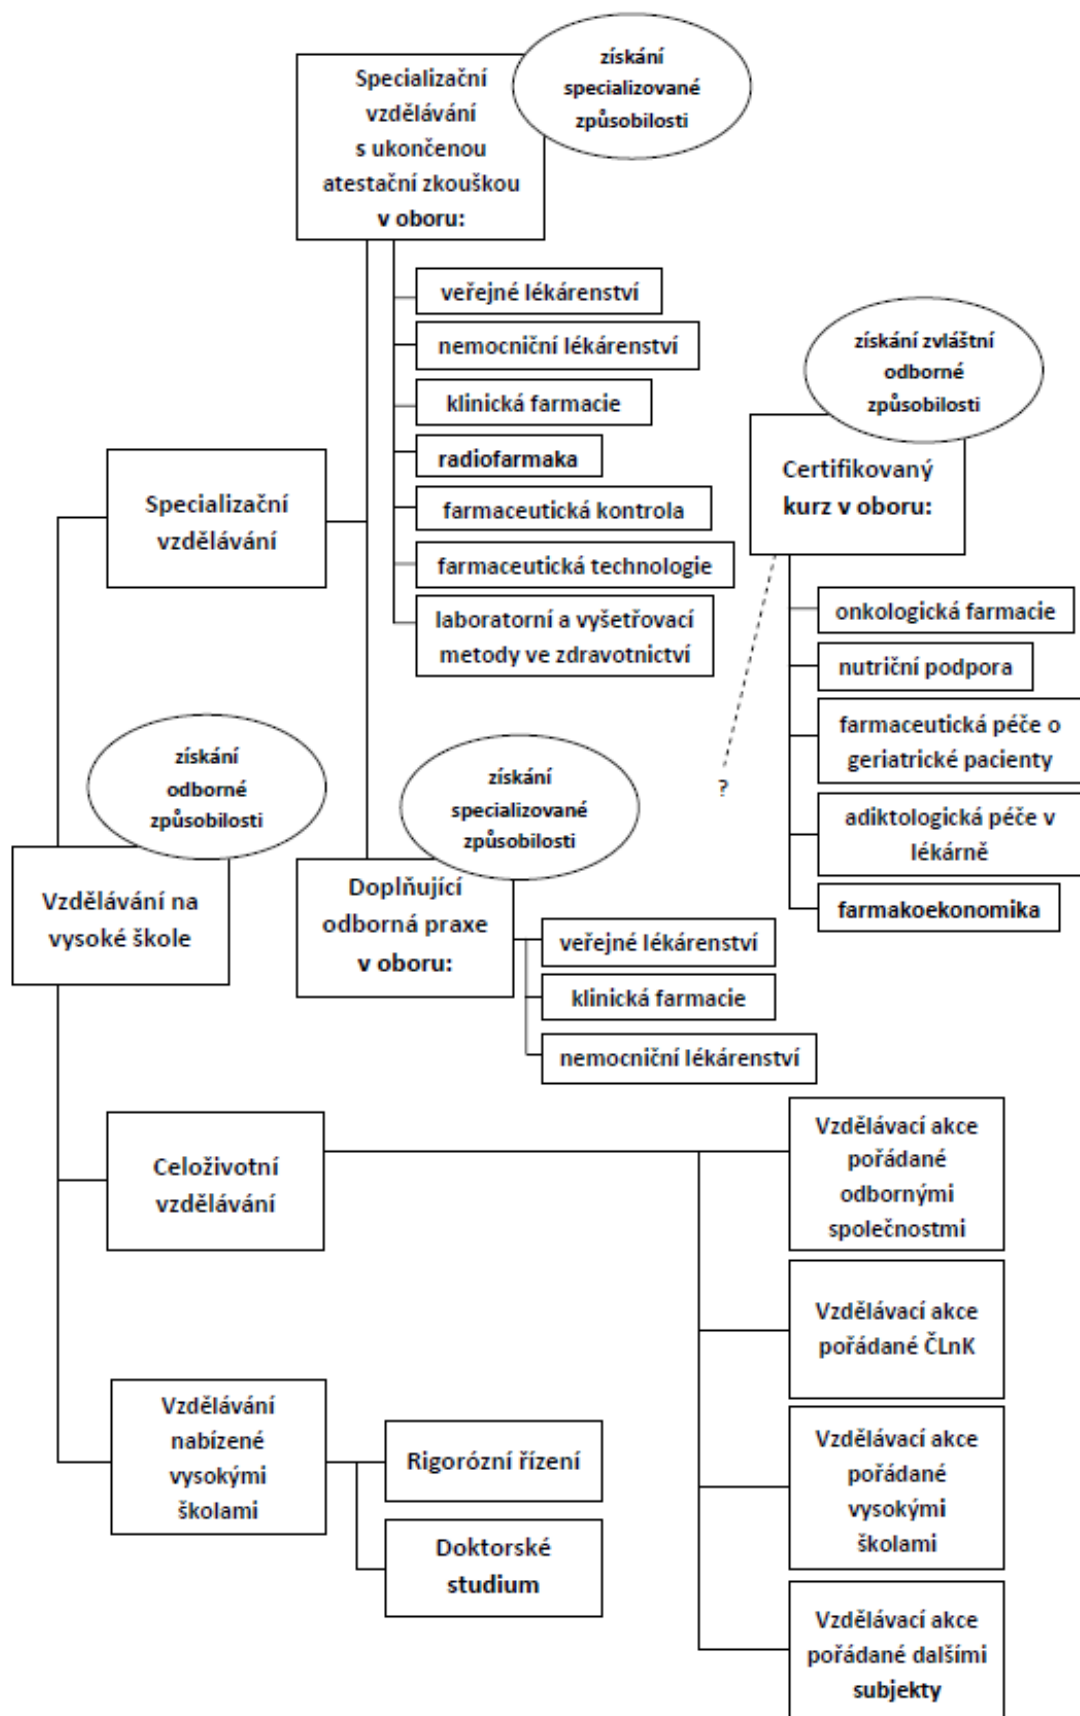 získání
specializované
způsobilosti
Specializační
vzdělávání
s ukončenou
atestační zkouškou
v oboru:
veřejné lékárenství
nemocniční lékárenství
klinická farmacie
radiofarmaka
farmaceutická kontrola
farmaceutická technologie
laboratorní a vyšetřovací
metody ve zdravotnictví
Specializační
vzdělávání
získání zvláštní
odborné
způsobilosti
Certifikovaný
kurz v oboru:
onkologická farmacie
nutriční podpora
farmaceutická péče o
geriatrické pacienty
adiktologická péče v
lékárně
farmakoekonomika
?
získání
odborné
způsobilosti
Vzdělávání na
vysoké škole
získání
specializované
způsobilosti
Doplňující
odborná praxe
v oboru:
veřejné lékárenství
klinická farmacie
nemocniční lékárenství
Celoživotní
vzdělávání
Vzdělávací akce
pořádané
odbornými
společnostmi
Vzdělávací akce
pořádané ČLnK
Vzdělávací akce
pořádané
vysokými
školami
Vzdělávací akce
pořádané dalšími
subjekty
Vzdělávání
nabízené
vysokými
školami
Rigorózní řízení
Doktorské
studium